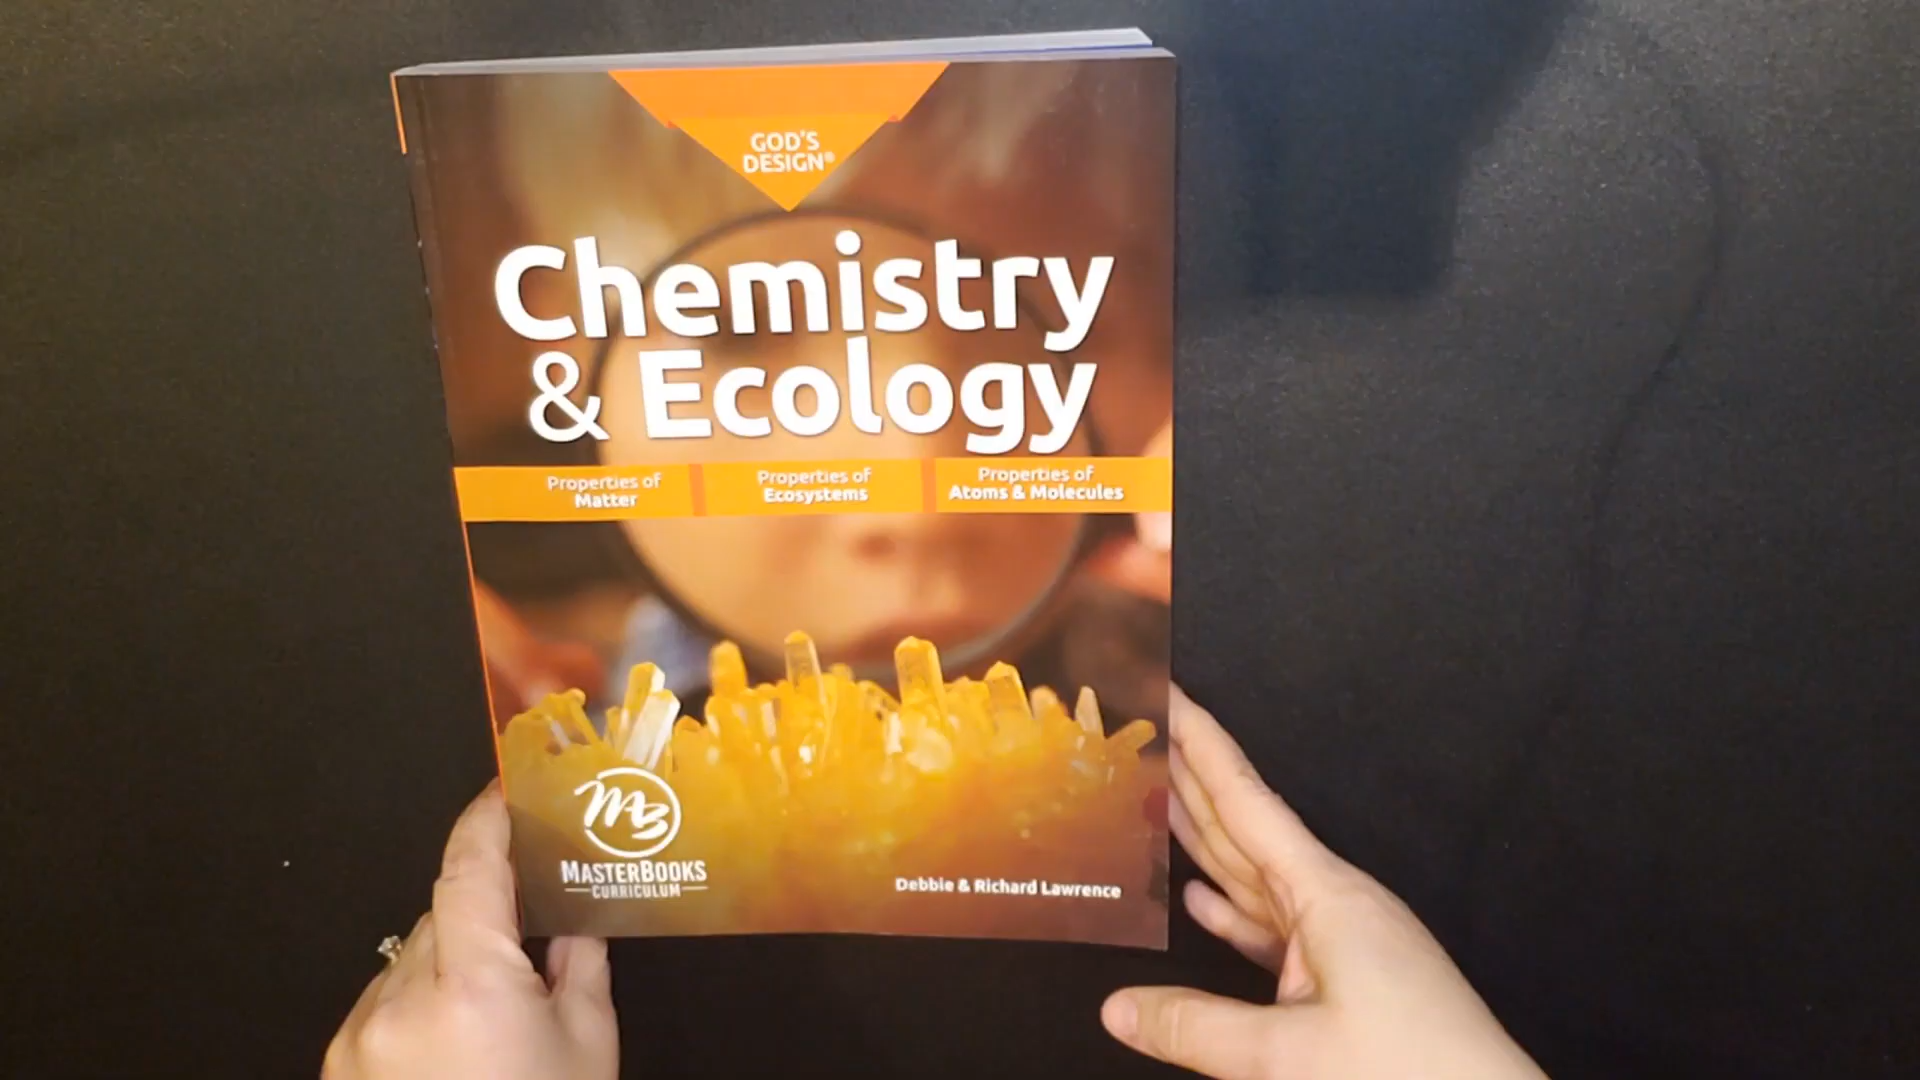 GOD'S
DESIGN®
Chemistry
& Ecology
Properties of
Matter
Properties of
Ecosystems
Properties of
Atoms & Molecules
MB
MASTERBOOKS
CURRICULUM
Debbie & Richard Lawrence